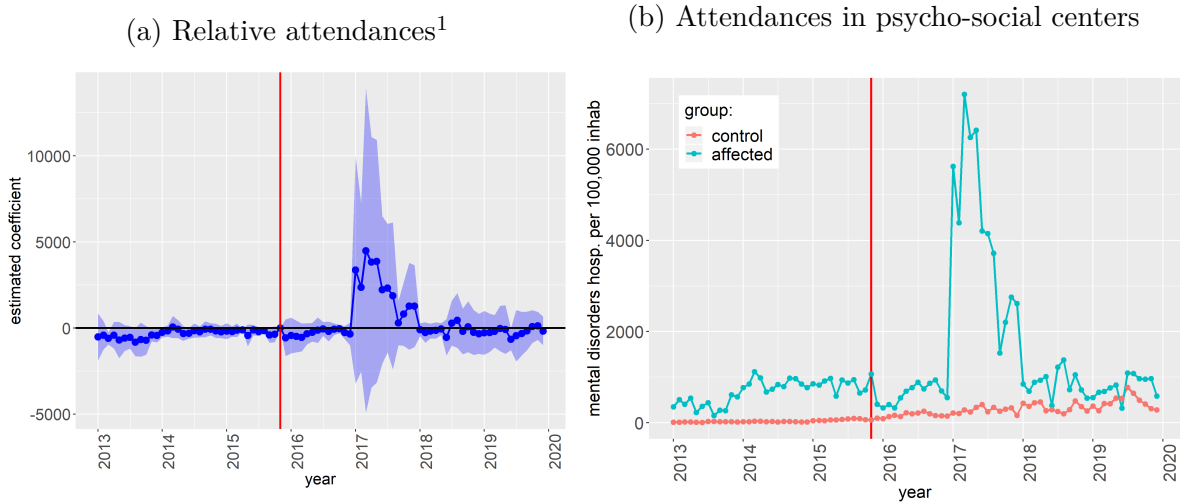 (a) Relative attendances¹
estimated coefficient
10000
5000
0
-5000
2013
2014
2015
2016
2017
2018
2019
2020
year
(b) Attendances in psycho-social centers
mental disorders hosp. per 100,000 inhab
6000
4000
2000
0
group:
control
affected
2013
2014
2015
2016
2017
2018
2019
2020
year